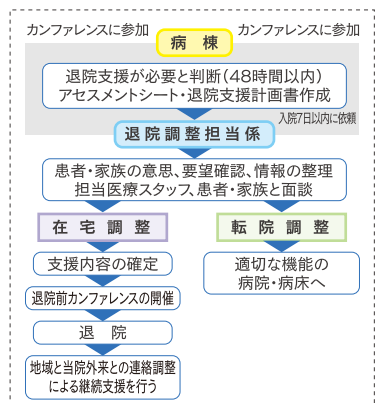 カンファレンスに参加
カンファレンスに参加
病棟
退院支援が必要と判断(48時間以内)
アセスメントシート・退院支援計画書作成
入院7日以内に依頼
退院調整担当係
患者・家族の意思、要望確認、情報の整理
担当医療スタッフ、患者・家族と面談
在宅調整
転院調整
支援内容の確定
適切な機能の
病院・病床へ
退院前カンファレンスの開催
退院
地域と当院外来との連絡調整
による継続支援を行う